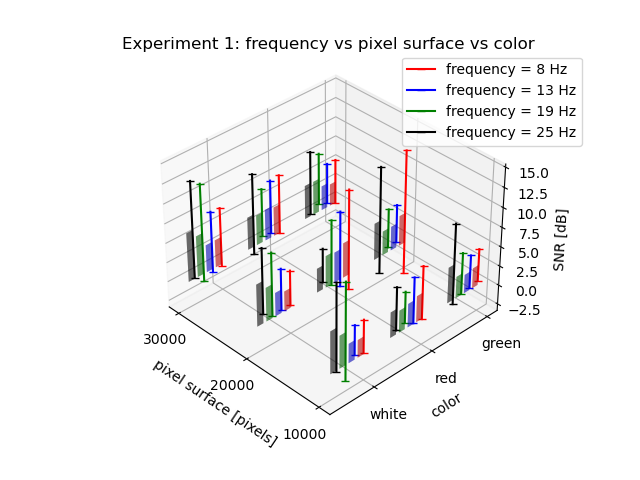 Experiment 1: frequency vs pixel surface vs color
frequency = 8 Hz
frequency = 13 Hz
frequency = 19 Hz
frequency = 25 Hz
15.0
12.5
10.0
7.5
5.0
2.5
0.0
−2.5
SNR [dB]
30000
20000
10000
pixel surface [pixels]
white
red
green
color